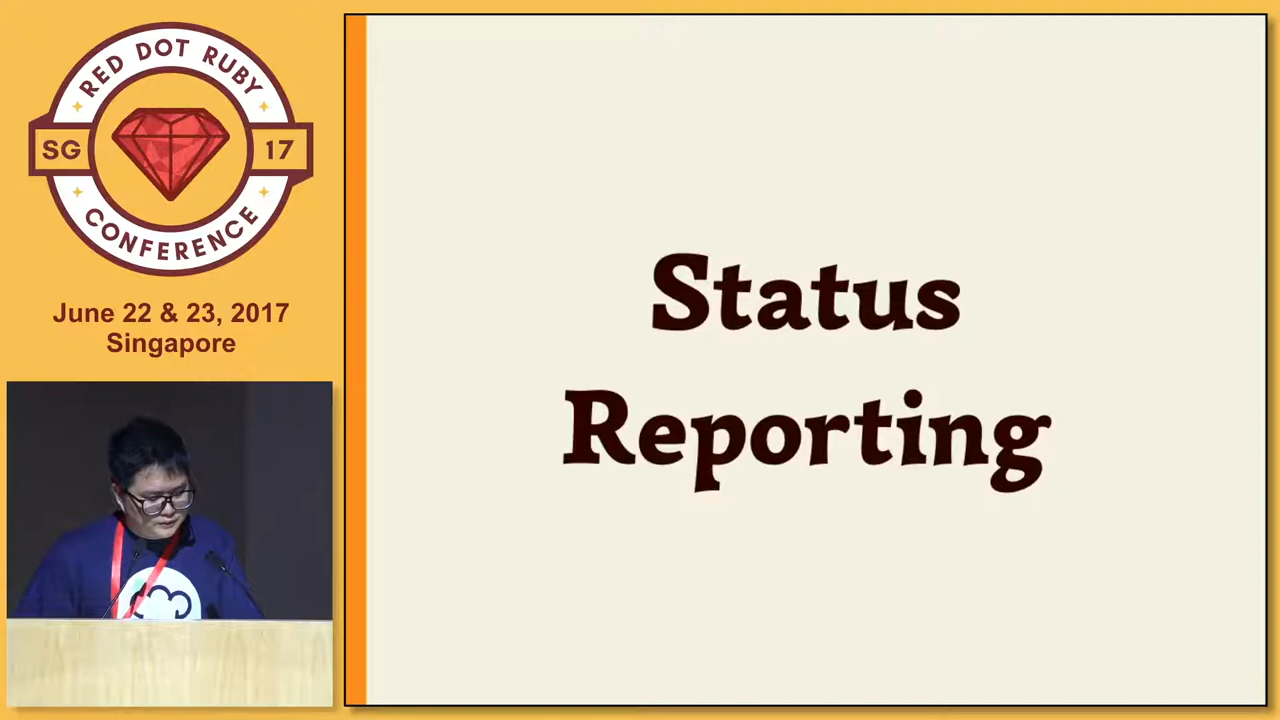 RED DOT RUBY
SG
17
CONFERENCE
June 22 & 23, 2017
Singapore
Status
Reporting